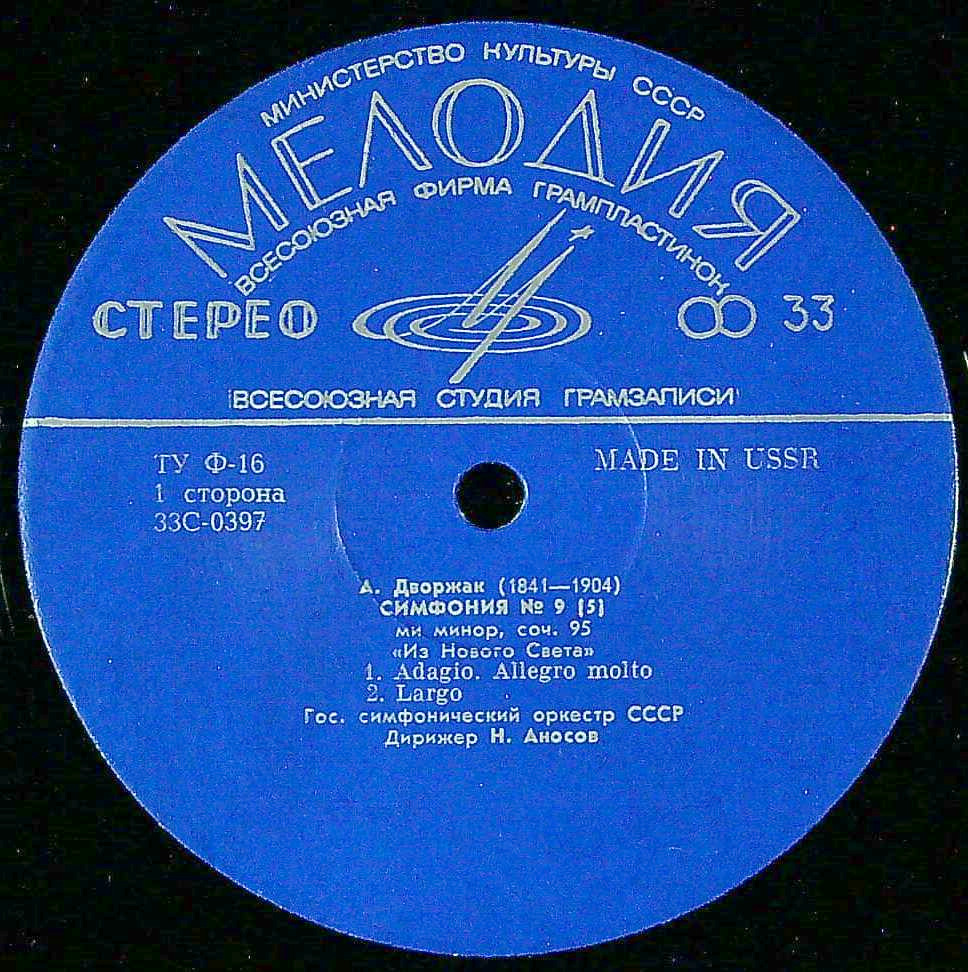 МИНИСТЕРСТВО КУЛЬТУРЫ СССР
МЕЛОДИЯ
ВСЕСОЮЗНАЯ ФИРМА ГРАМПЛАСТИНОК
СТЕРЕО 33
ВСЕСОЮЗНАЯ СТУДИЯ ГРАМЗАПИСИ
ТУ Ф-16
MADE IN USSR
1 сторона
33С-0397
А. Дворжак (1841—1904)
СИМФОНИЯ № 9 (5)
ми минор, соч. 95
«Из Нового Света»
1. Adagio. Allegro molto
2. Largo
Гос. симфонический оркестр СССР
Дирижер Н. Аносов